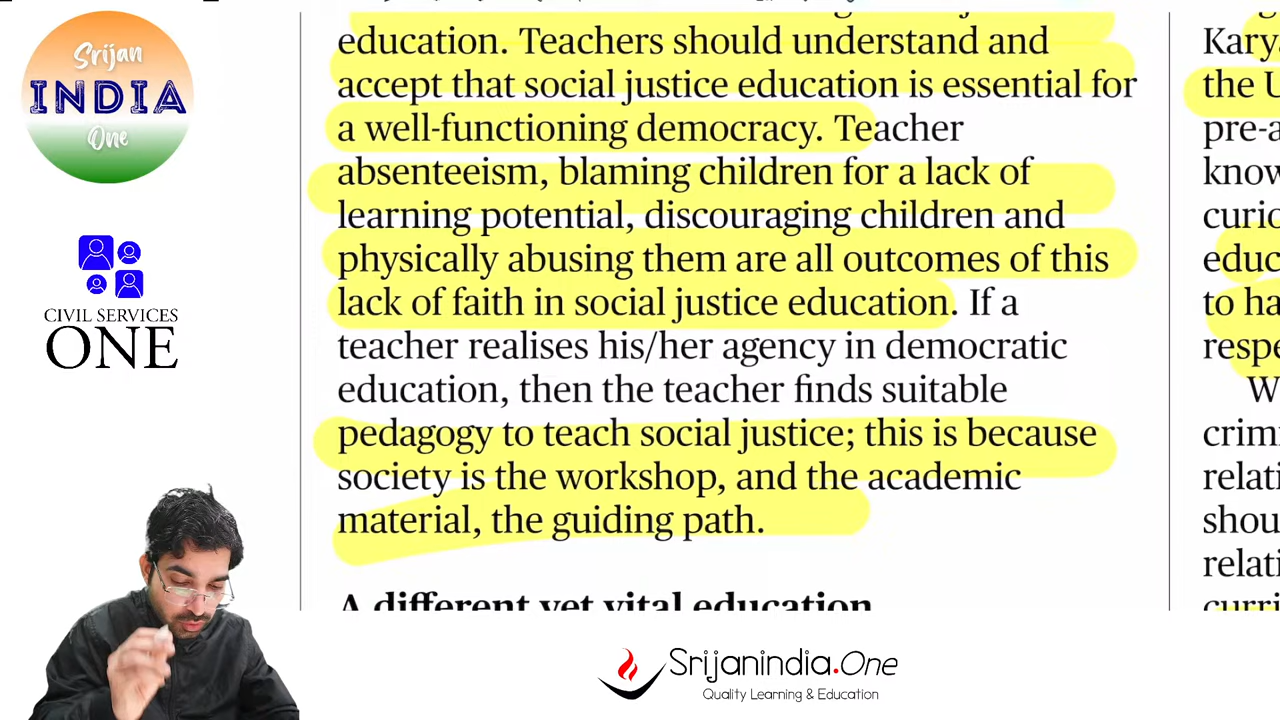 Srijan
INDIA
One
CIVIL SERVICES
ONE
education. Teachers should understand and
accept that social justice education is essential for
a well-functioning democracy. Teacher
absenteeism, blaming children for a lack of
learning potential, discouraging children and
physically abusing them are all outcomes of this
lack of faith in social justice education. If a
teacher realises his/her agency in democratic
education, then the teacher finds suitable
pedagogy to teach social justice; this is because
society is the workshop, and the academic
material, the guiding path.
A different yet vital education
the
Srijanindia.One
Quality Learning & Education